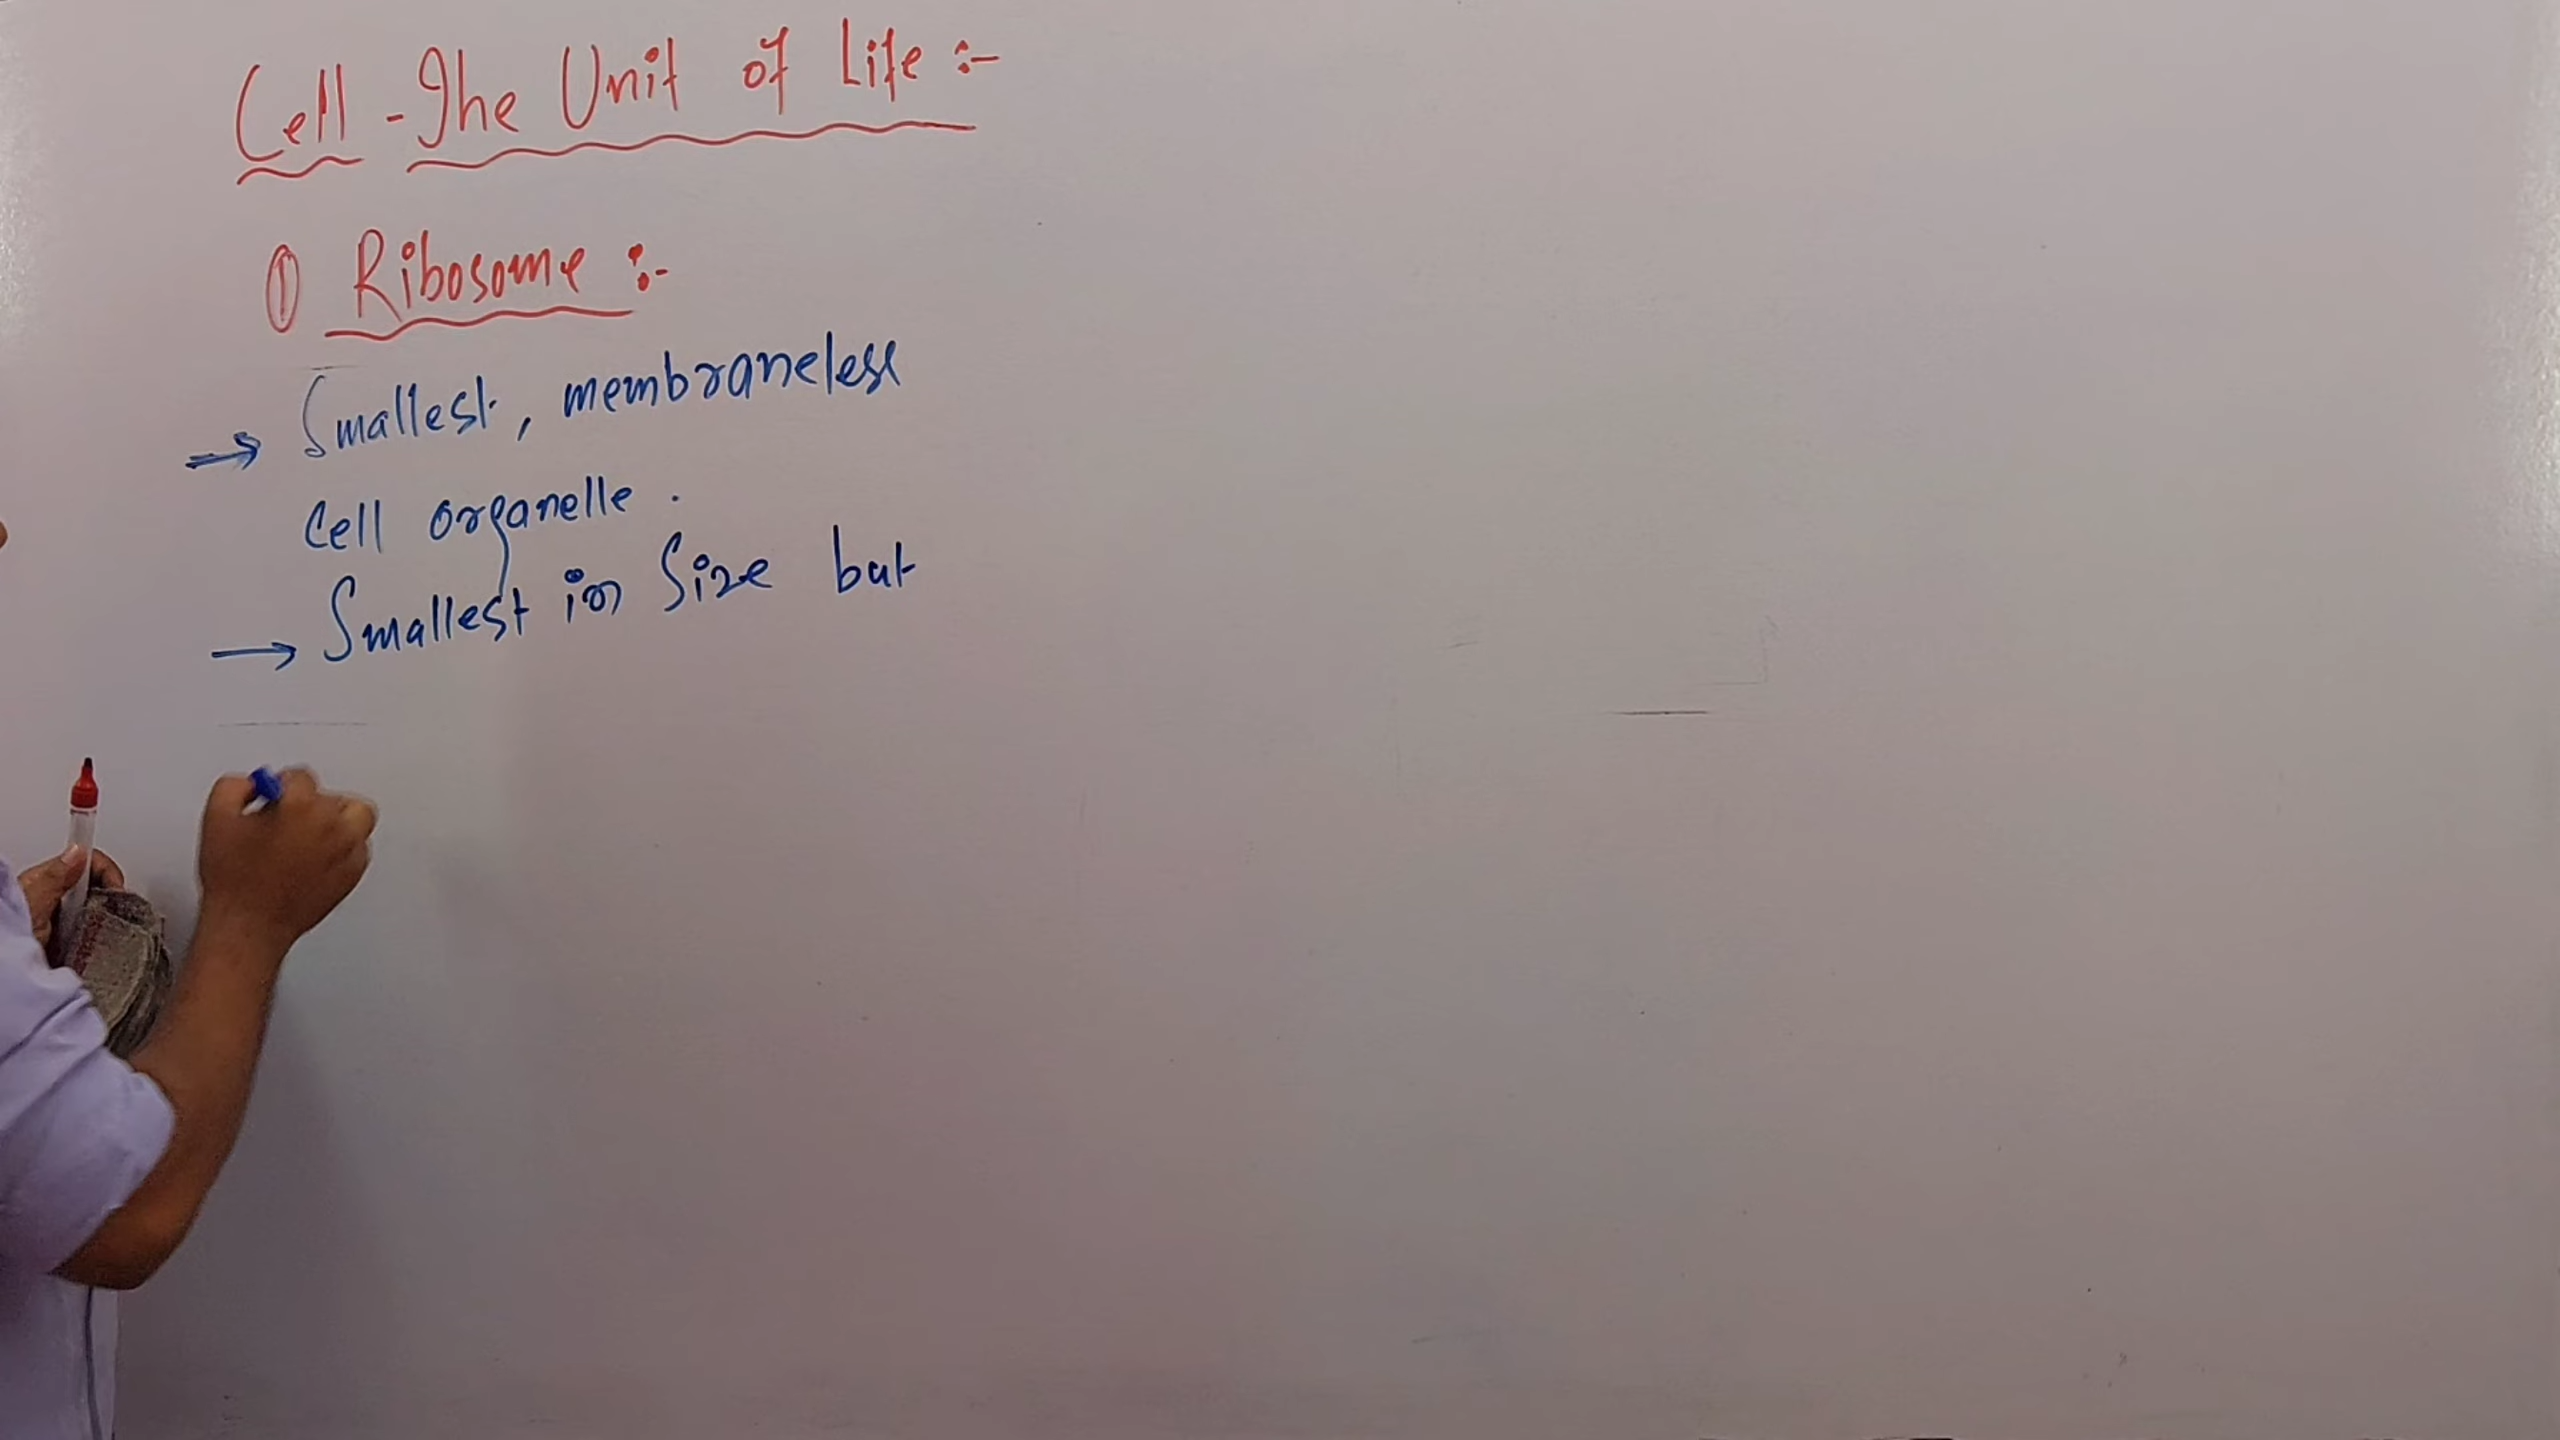 Cell - The Unit of Life :-
① Ribosome :-
⇒ Smallest, membraneless
Cell organelle .
→ Smallest in Size but